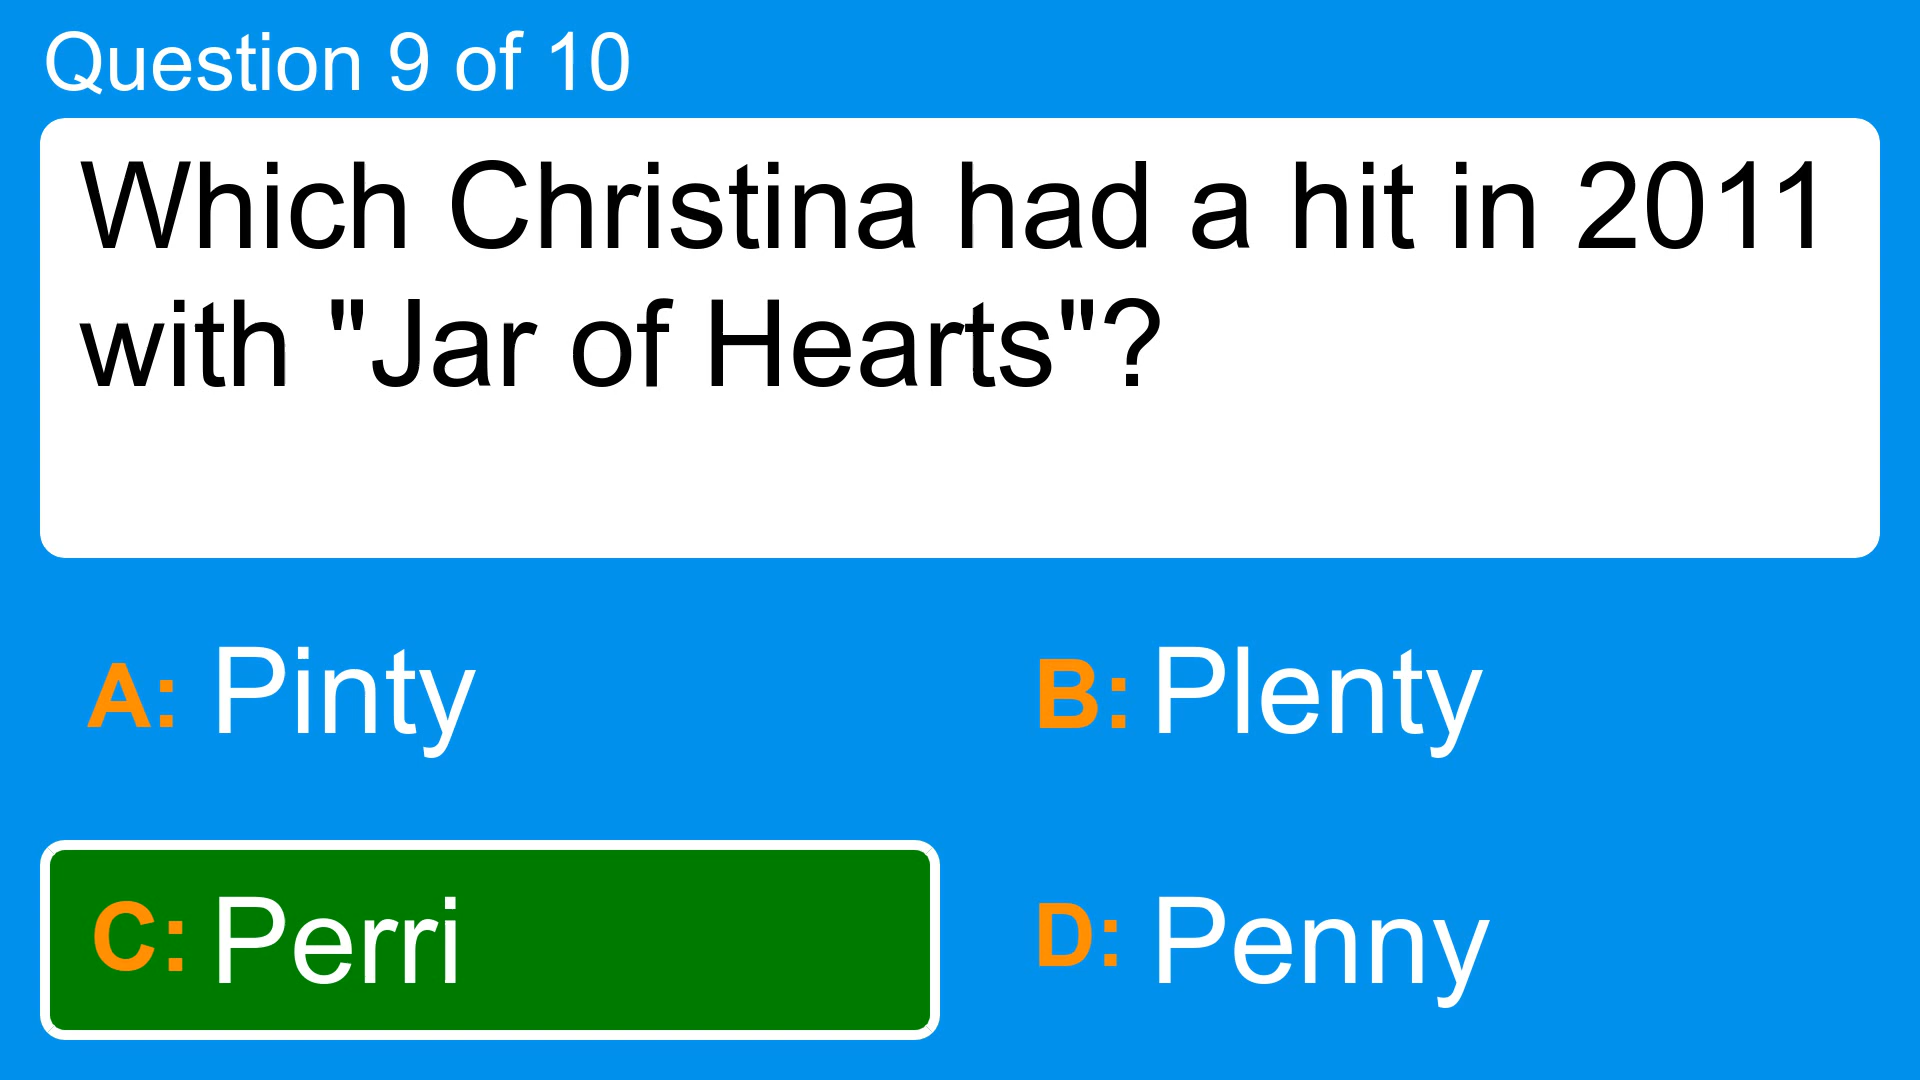 Question 9 of 10
Which Christina had a hit in 2011
with "Jar of Hearts"?
A: Pinty
B: Plenty
C: Perri
D: Penny